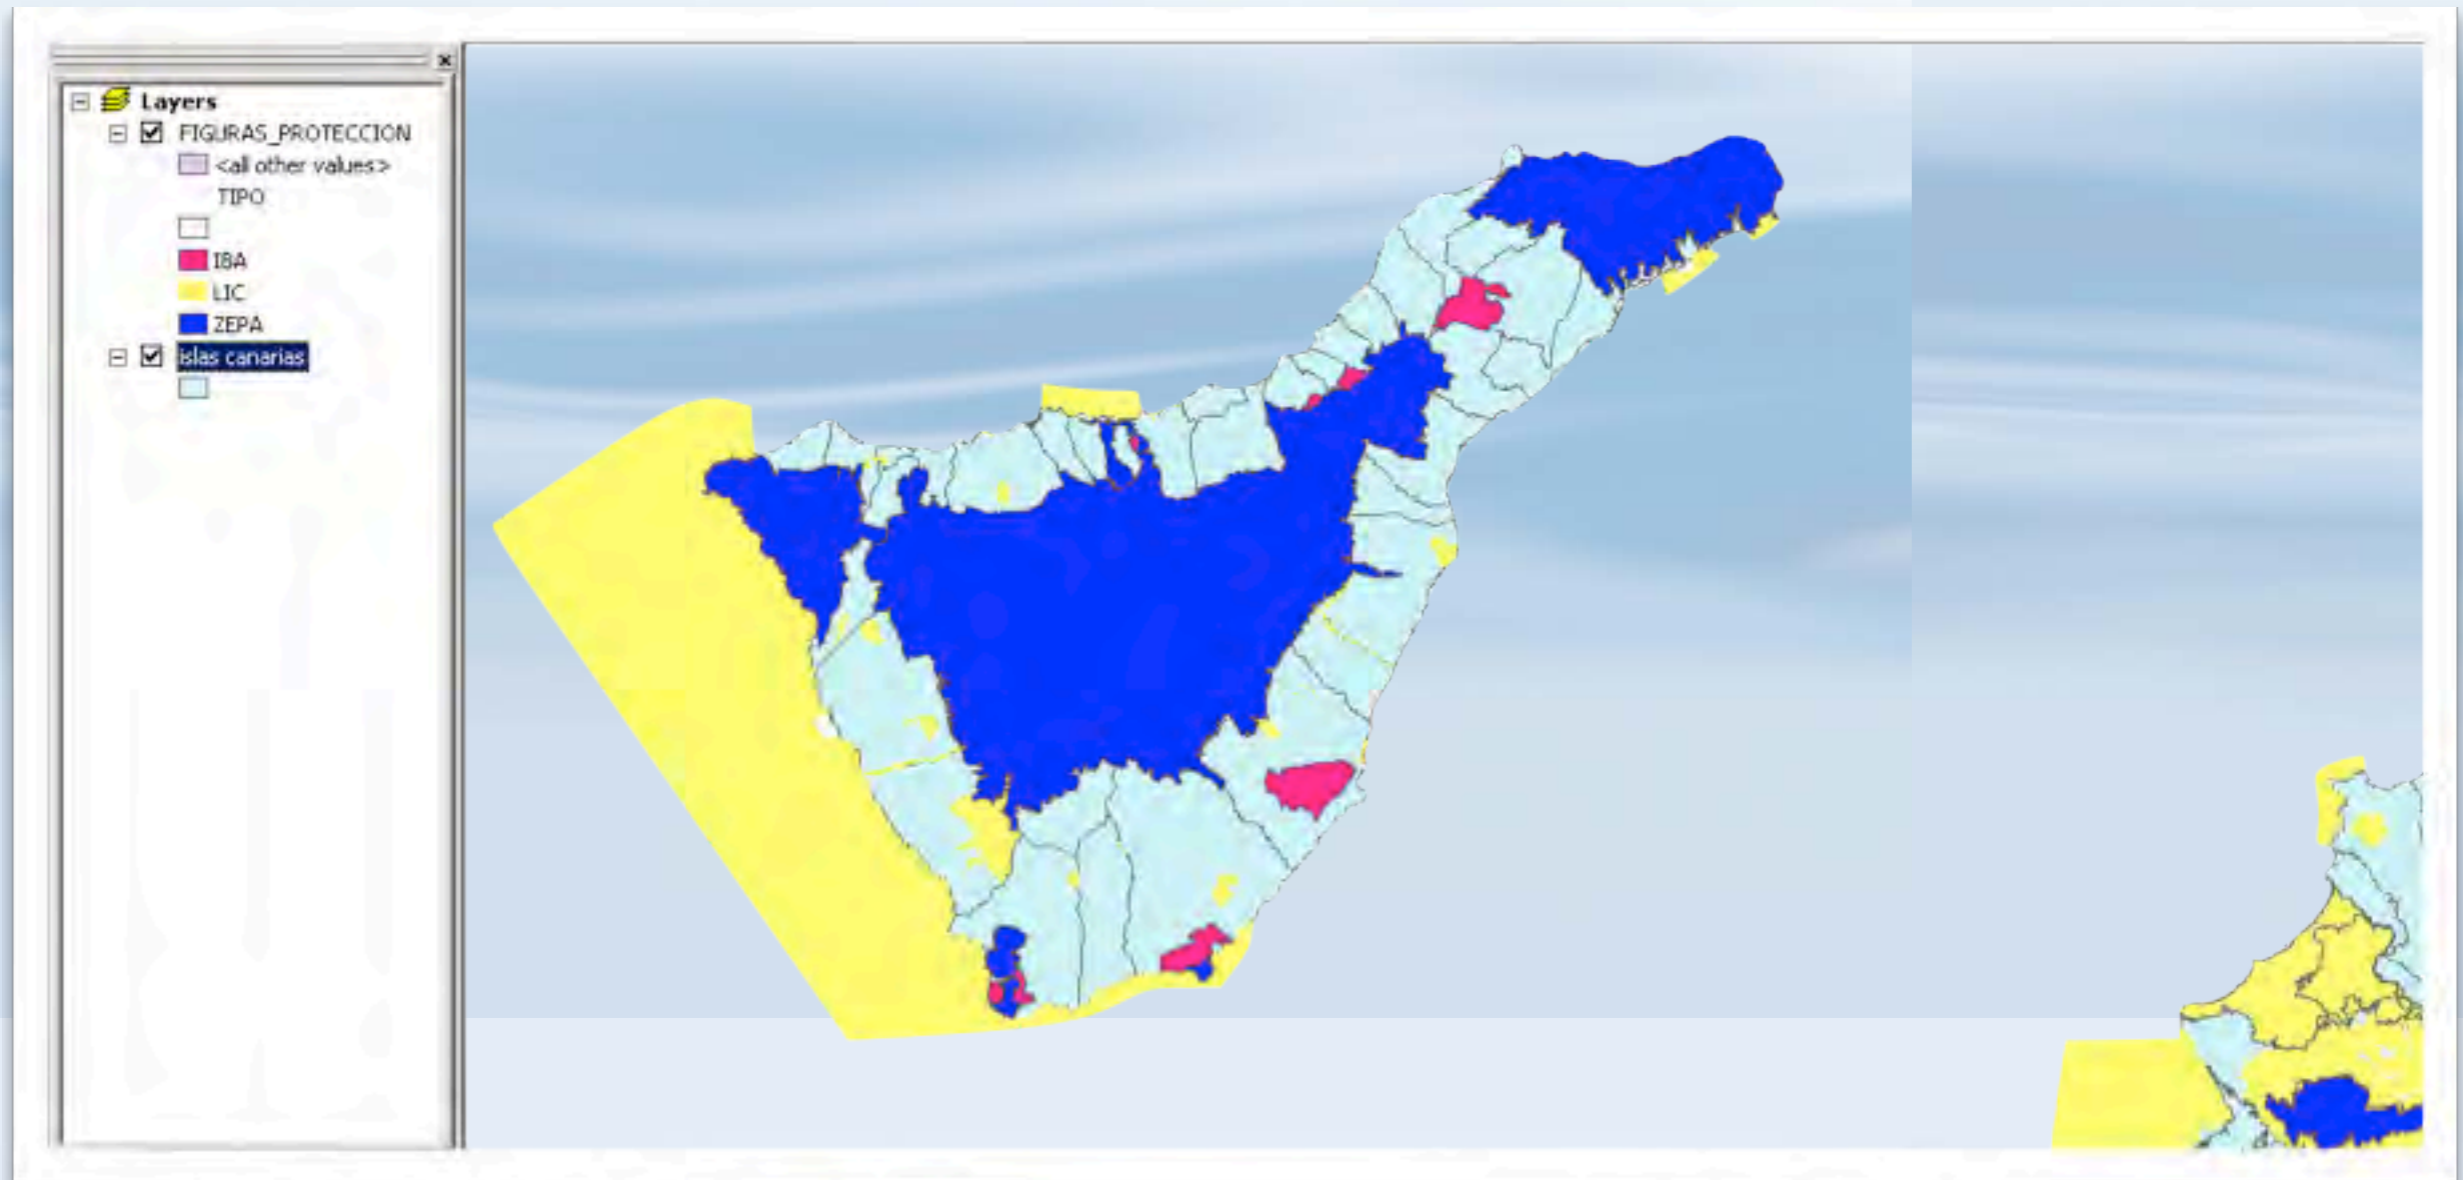 Layers
FIGURAS_PROTECCION
<all other values>
TIPO
IBA
LIC
ZEPA
islas canarias